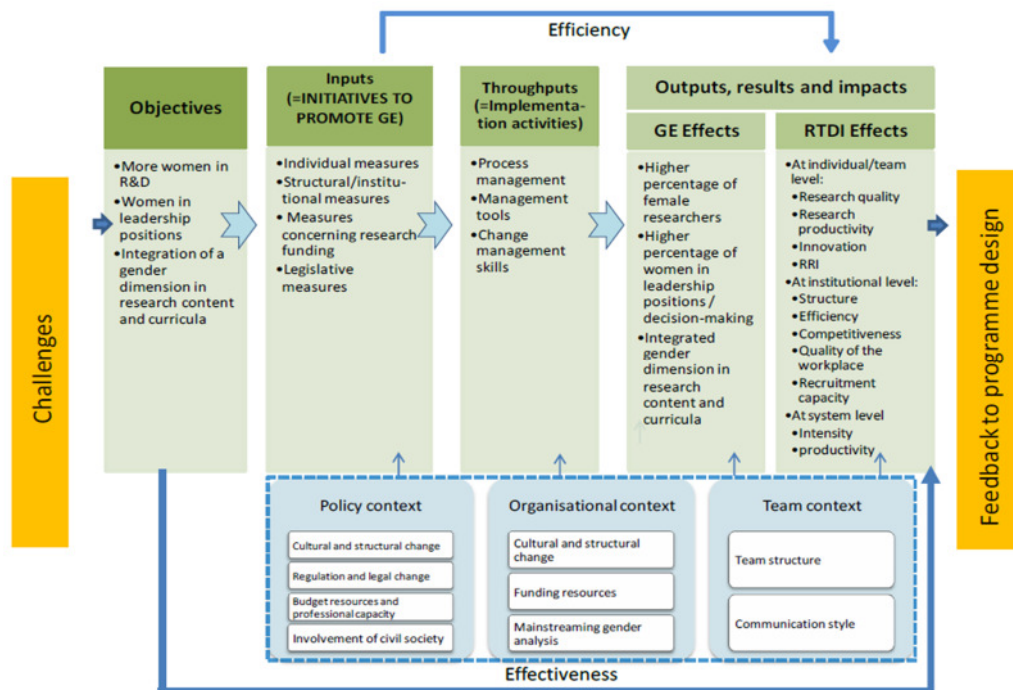 Efficiency
Challenges
Objectives
•More women in
R&D
•Women in
leadership
positions
•Integration of a
gender
dimension in
research content
and curricula
Inputs
(=INITIATIVES TO
PROMOTE GE)
•Individual measures
•Structural/institu-
tional measures
• Measures
concerning research
funding
•Legislative
measures
Throughputs
(=Implementa-
tion activities)
•Process
management
•Management
tools
•Change
management
skills
Outputs, results and impacts
GE Effects
•Higher
percentage of
female
researchers
•Higher
percentage of
women in
leadership
positions /
decision-making
•Integrated
gender
dimension in
research
content and
curricula
RTDI Effects
•At individual/team
level:
•Research quality
•Research
productivity
•Innovation
•RRI
•At institutional level:
•Structure
•Efficiency
•Competitiveness
•Quality of the
workplace
•Recruitment
capacity
•At system level
•Intensity
•productivity
Feedback to programme design
Policy context
Cultural and structural change
Regulation and legal change
Budget resources and
professional capacity
Involvement of civil society
Organisational context
Cultural and structural
change
Funding resources
Mainstreaming gender
analysis
Team context
Team structure
Communication style
Effectiveness